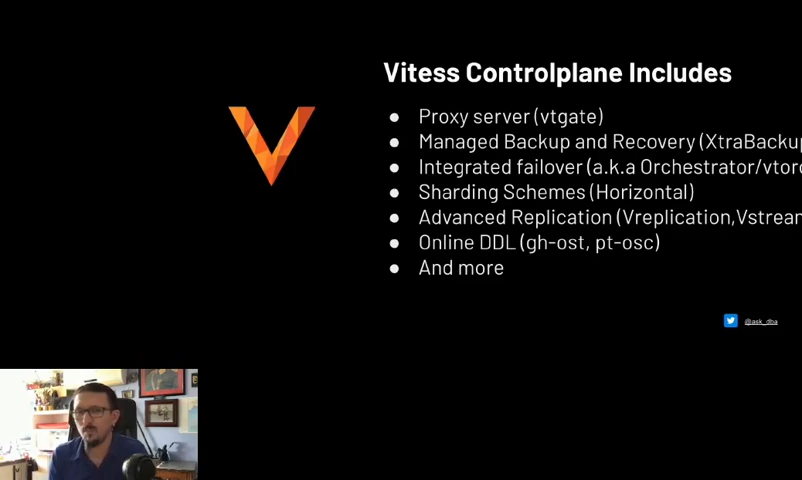 Vitess Controlplane Includes
● Proxy server (vtgate)
● Managed Backup and Recovery (XtraBackup
● Integrated failover (a.k.a Orchestrator/vtorc
● Sharding Schemes (Horizontal)
● Advanced Replication (Vreplication,Vstream
● Online DDL (gh-ost, pt-osc)
● And more
@ask_dba